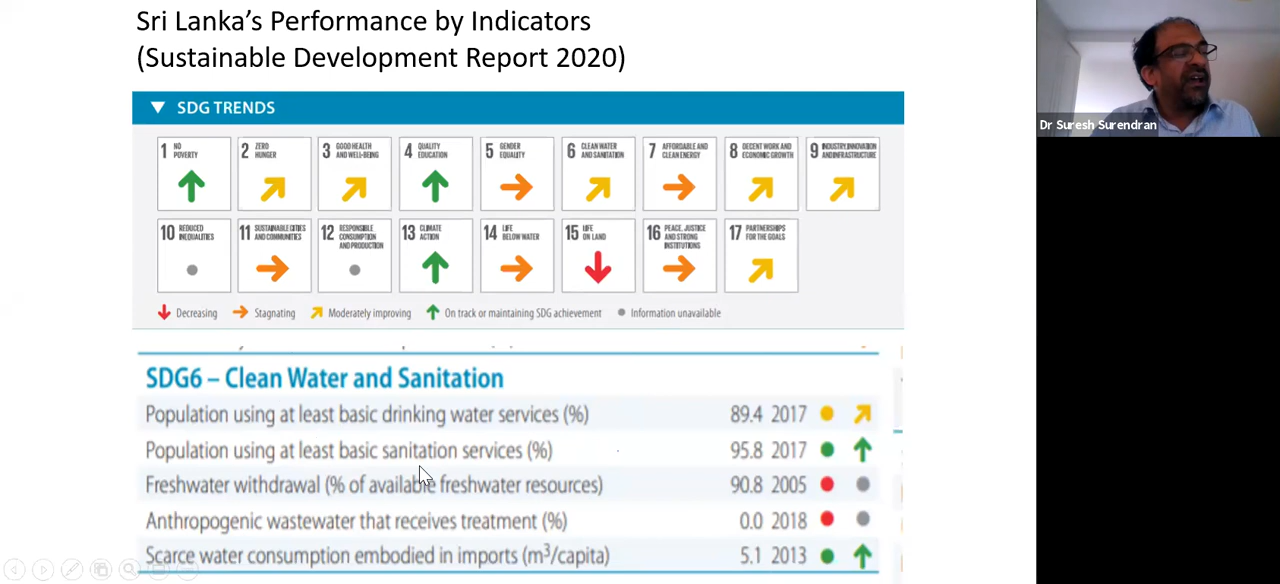 Sri Lanka's Performance by Indicators
(Sustainable Development Report 2020)
Dr Suresh Surendran
SDG TRENDS
1 NO POVERTY
2 ZERO HUNGER
3 GOOD HEALTH AND WELL-BEING
4 QUALITY EDUCATION
5 GENDER EQUALITY
6 CLEAN WATER AND SANITATION
7 AFFORDABLE AND CLEAN ENERGY
8 DECENT WORK AND ECONOMIC GROWTH
9 INDUSTRY, INNOVATION AND INFRASTRUCTURE
10 REDUCED INEQUALITIES
11 SUSTAINABLE CITIES AND COMMUNITIES
12 RESPONSIBLE CONSUMPTION AND PRODUCTION
13 CLIMATE ACTION
14 LIFE BELOW WATER
15 LIFE ON LAND
16 PEACE, JUSTICE AND STRONG INSTITUTIONS
17 PARTNERSHIPS FOR THE GOALS
Decreasing Stagnating Moderately improving On track or maintaining SDG achievement Information unavailable
SDG6 – Clean Water and Sanitation
Population using at least basic drinking water services (%) 89.4 2017
Population using at least basic sanitation services (%) 95.8 2017
Freshwater withdrawal (% of available freshwater resources) 90.8 2005
Anthropogenic wastewater that receives treatment (%) 0.0 2018
Scarce water consumption embodied in imports (m³/capita) 5.1 2013